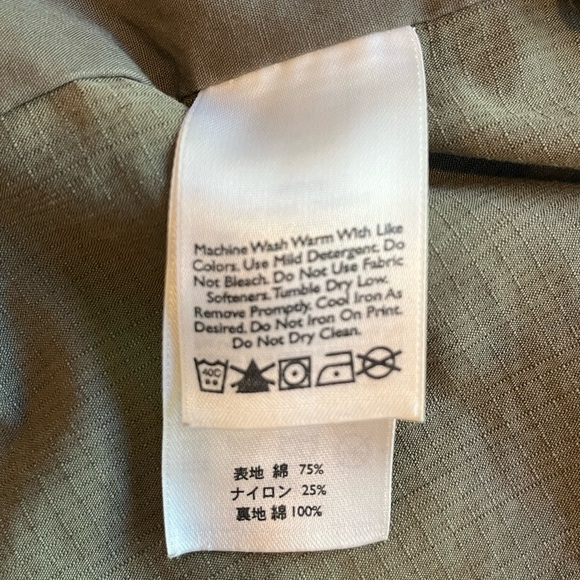 Machine Wash Warm With Like
Colors. Use Mild Detergent. Do
Not Bleach. Do Not Use Fabric
Softeners. Tumble Dry Low.
Remove Promptly. Cool Iron As
Desired. Do Not Iron On Print.
Do Not Dry Clean.
40C
表地 綿 75%
ナイロン 25%
裏地 綿 100%